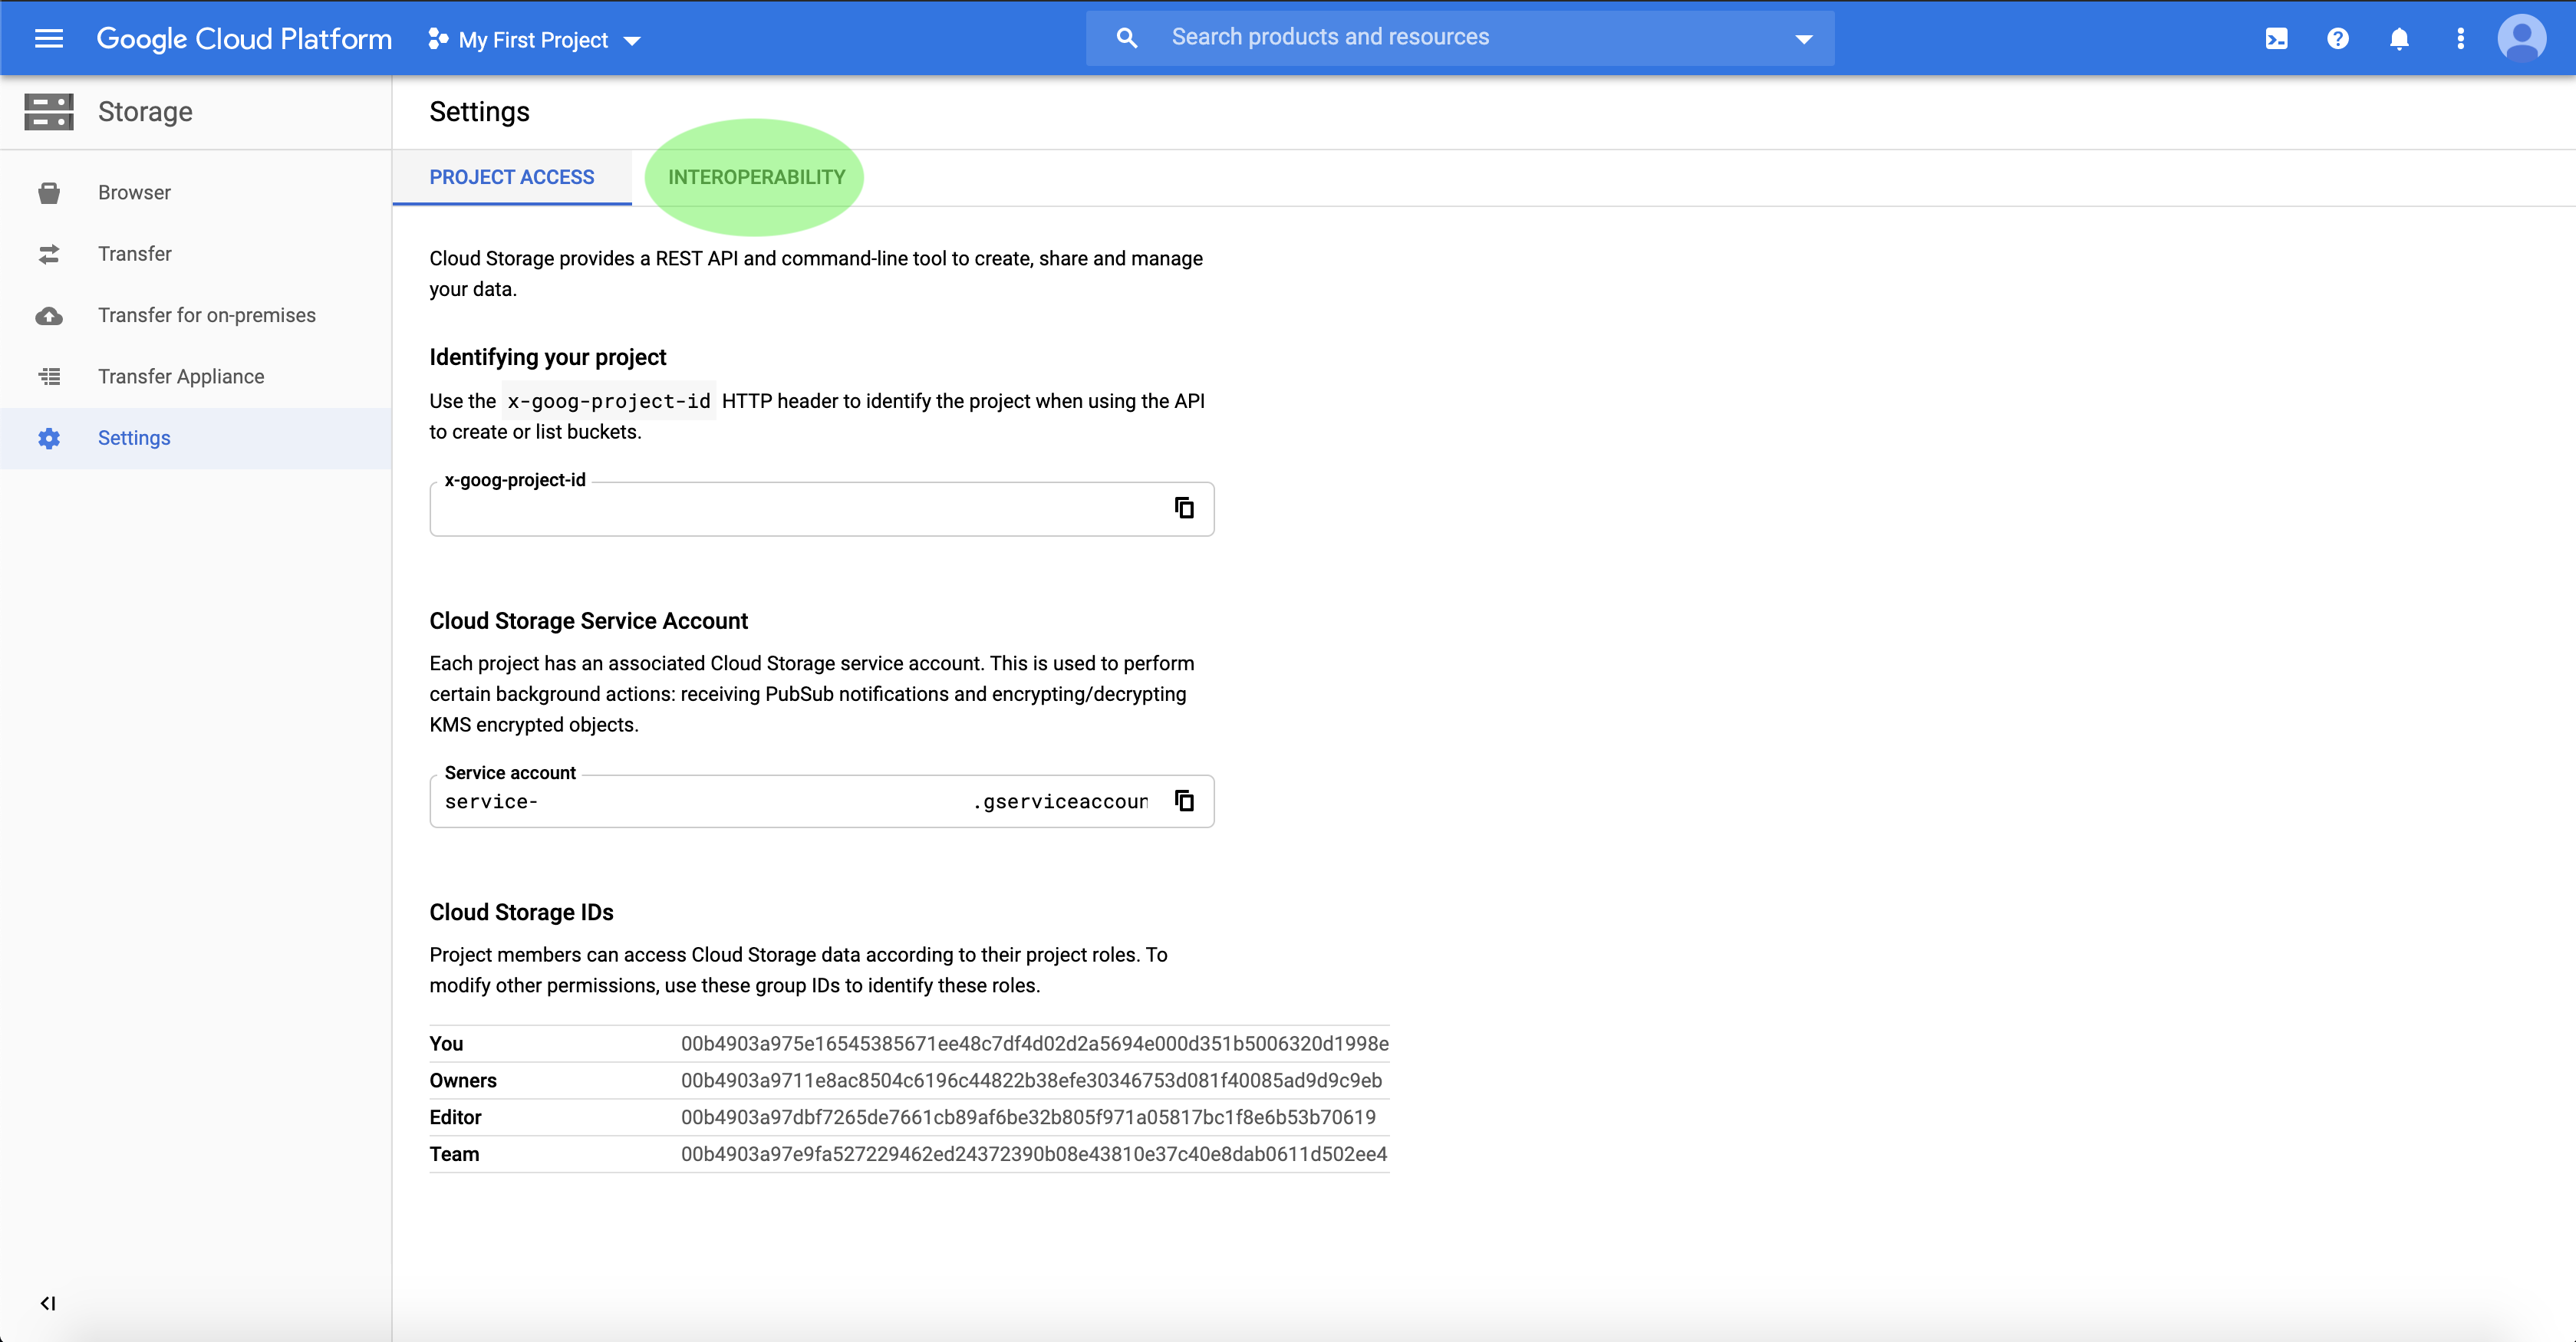 Google Cloud Platform
My First Project
Search products and resources
Storage
Browser
Transfer
Transfer for on-premises
Transfer Appliance
Settings
Settings
PROJECT ACCESS
INTEROPERABILITY
Cloud Storage provides a REST API and command-line tool to create, share and manage
your data.
Identifying your project
Use the x-goog-project-id HTTP header to identify the project when using the API
to create or list buckets.
x-goog-project-id
Cloud Storage Service Account
Each project has an associated Cloud Storage service account. This is used to perform
certain background actions: receiving PubSub notifications and encrypting/decrypting
KMS encrypted objects.
Service account
service- .gserviceaccoun
Cloud Storage IDs
Project members can access Cloud Storage data according to their project roles. To
modify other permissions, use these group IDs to identify these roles.
You 00b4903a975e16545385671ee48c7df4d02d2a5694e000d351b5006320d1998e
Owners 00b4903a9711e8ac8504c6196c44822b38efe30346753d081f40085ad9d9c9eb
Editor 00b4903a97dbf7265de7661cb89af6be32b805f971a05817bc1f8e6b53b70619
Team 00b4903a97e9fa527229462ed24372390b08e43810e37c40e8dab0611d502ee4